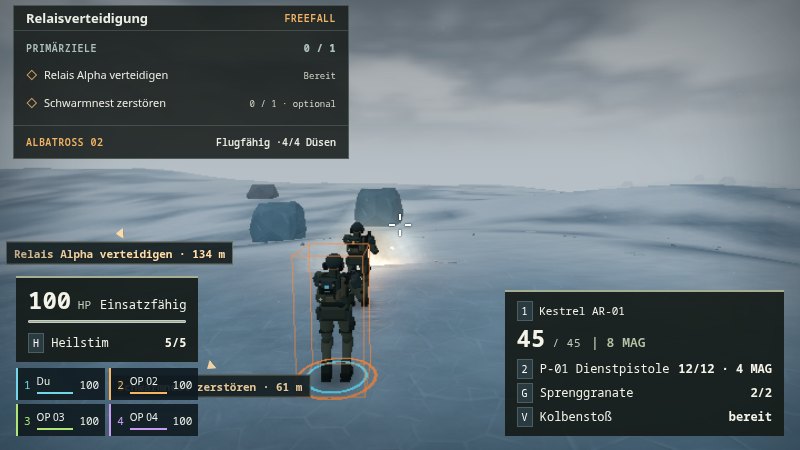 Relaisverteidigung FREEFALL
PRIMÄRZIELE 0 / 1
Relais Alpha verteidigen Bereit
Schwarmnest zerstören 0 / 1 · optional
ALBATROSS 02 Flugfähig ·4/4 Düsen
Relais Alpha verteidigen · 134 m
100 HP Einsatzfähig
H Heilstim 5/5
1 Du 100
2 OP 02 100
zerstören · 61 m
3 OP 03 100
4 OP 04 100
1 Kestrel AR-01
45 / 45 | 8 MAG
2 P-01 Dienstpistole 12/12 · 4 MAG
G Sprenggranate 2/2
V Kolbenstoß bereit